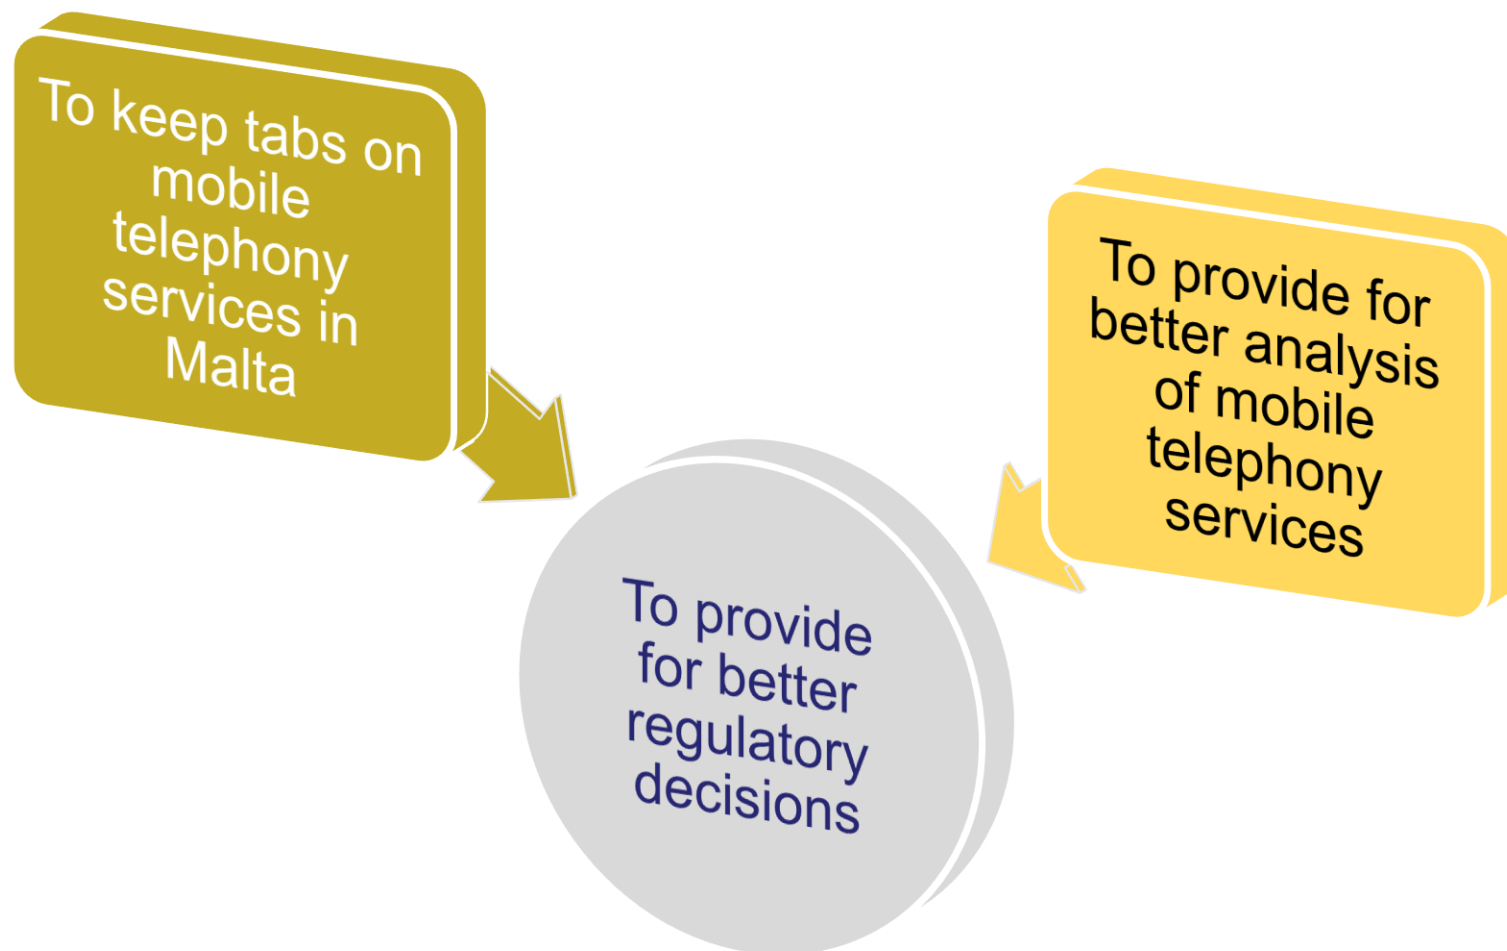 To keep tabs on
mobile
telephony
services in
Malta
To provide for
better analysis
of mobile
telephony
services
To provide
for better
regulatory
decisions